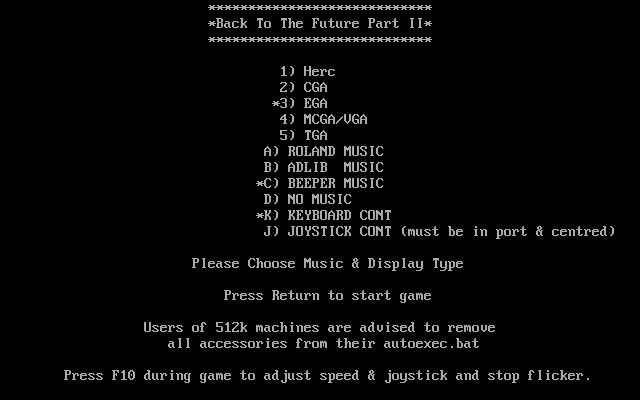 ****************************
*Back To The Future Part II*
****************************
1) Herc
2) CGA
*3) EGA
4) MCGA/VGA
5) TGA
A) ROLAND MUSIC
B) ADLIB  MUSIC
*C) BEEPER MUSIC
D) NO MUSIC
*K) KEYBOARD CONT
J) JOYSTICK CONT (must be in port & centred)
Please Choose Music & Display Type
Press Return to start game
Users of 512k machines are advised to remove
all accessories from their autoexec.bat
Press F10 during game to adjust speed & joystick and stop flicker.